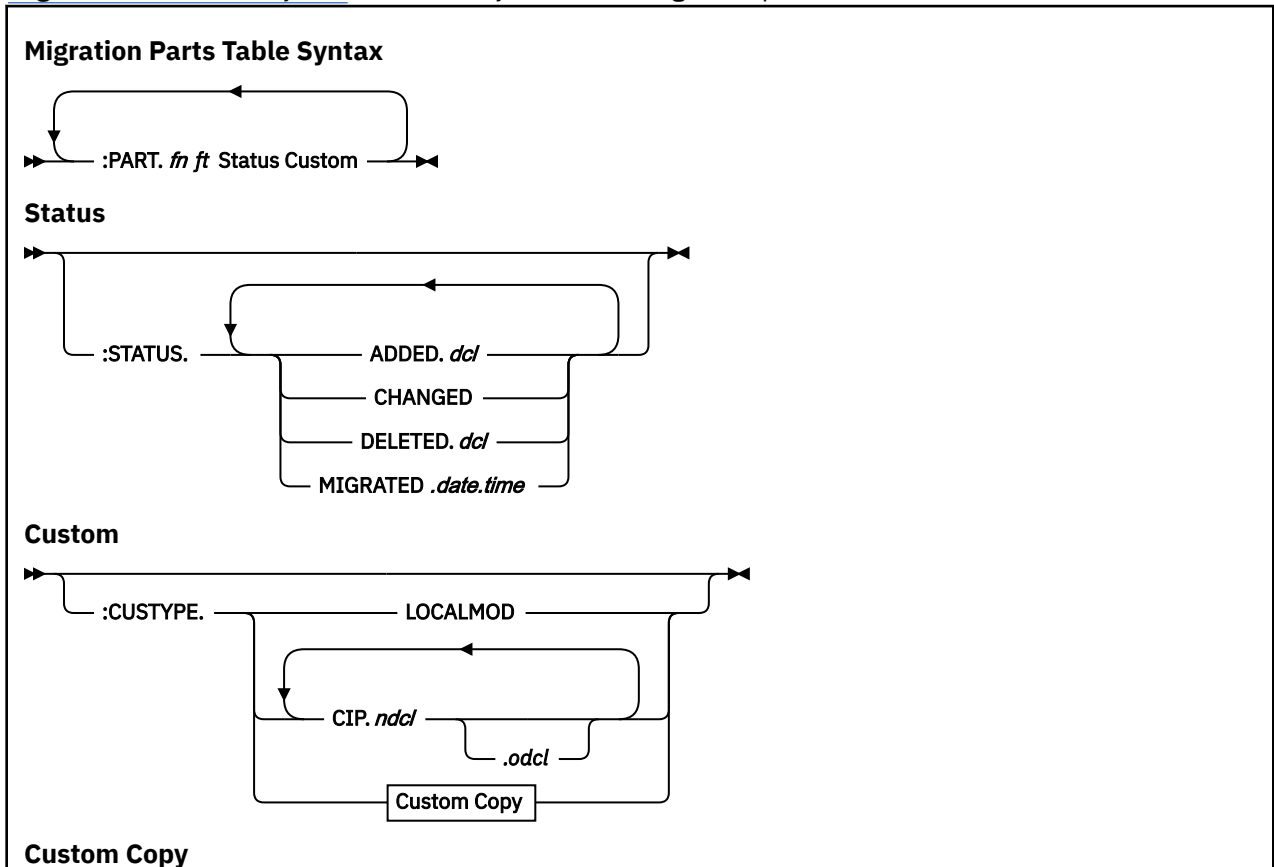 Migration Parts Table Syntax
:PART. fn ft Status Custom
Status
:STATUS. ADDED. dcl
CHANGED
DELETED. dcl
MIGRATED .date.time
Custom
:CUSTYPE. LOCALMOD
CIP. ndcl
.odcl
Custom Copy
Custom Copy